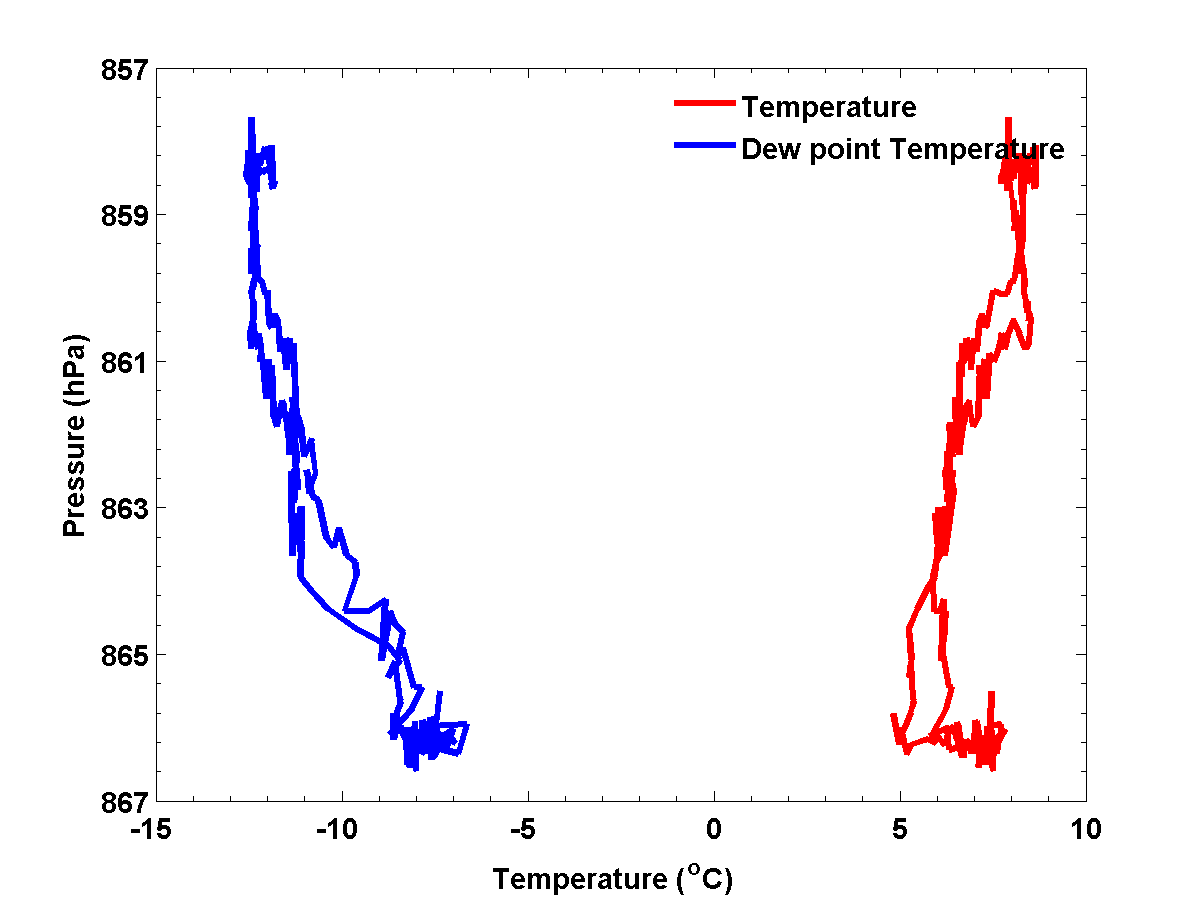 857
859
861
863
865
867
Pressure (hPa)
Temperature
Dew point Temperature
-15 -10 -5 0 5 10
Temperature (oC)